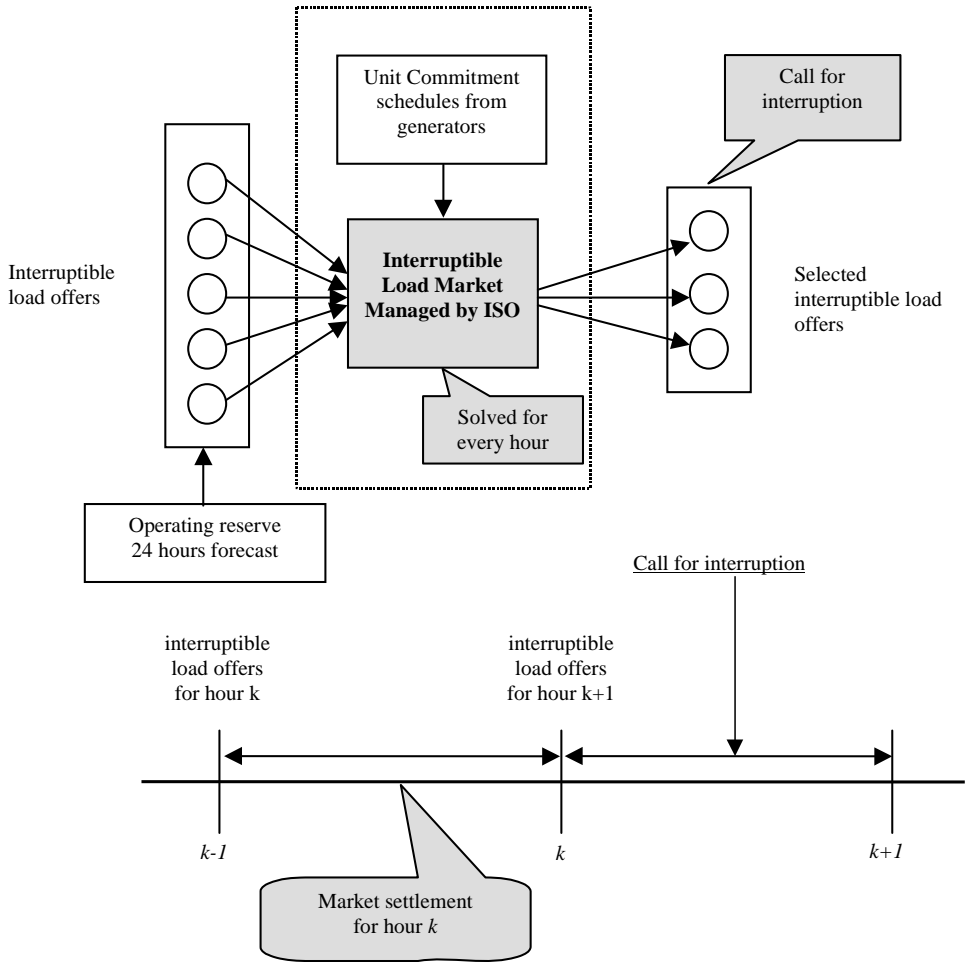 Unit Commitment
schedules from
generators
Call for
interruption
Interruptible
load offers
Interruptible
Load Market
Managed by ISO
Selected
interruptible load
offers
Solved for
every hour
Operating reserve
24 hours forecast
Call for interruption
interruptible
load offers
for hour k
interruptible
load offers
for hour k+1
k-1
k
k+1
Market settlement
for hour k